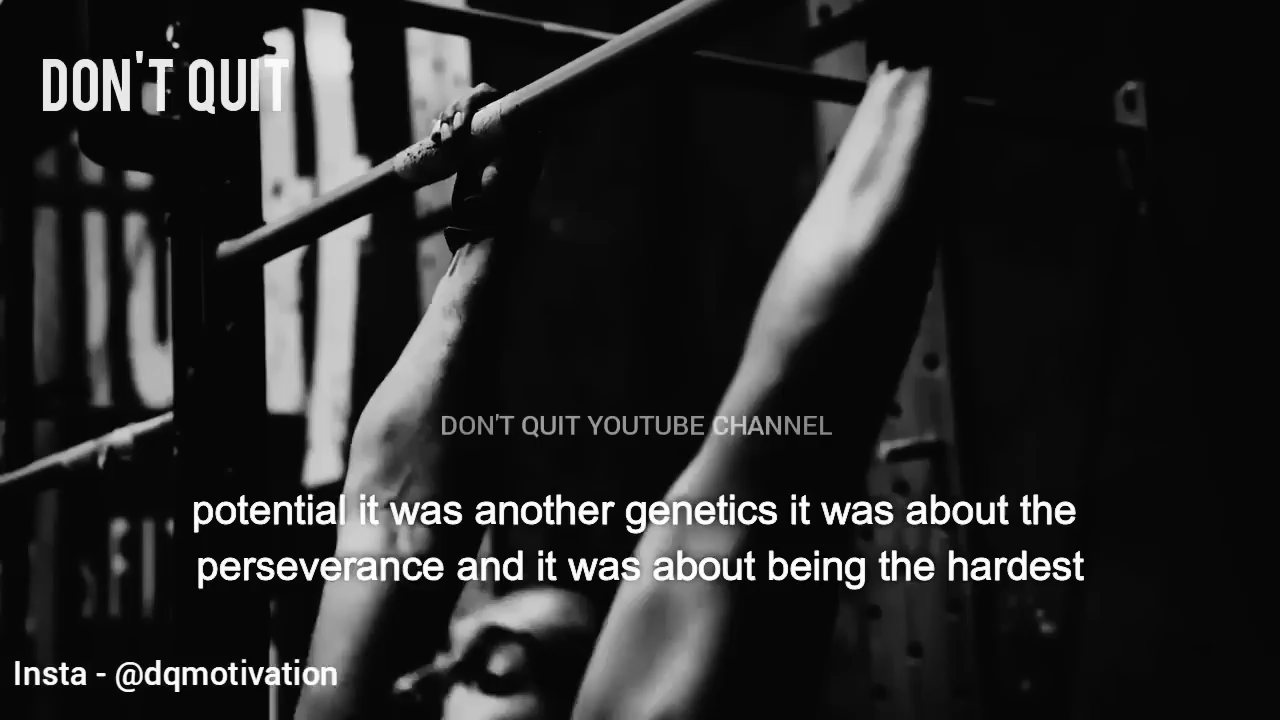 DON'T QUIT
DON'T QUIT YOUTUBE CHANNEL
potential it was another genetics it was about the
perseverance and it was about being the hardest
Insta - @dqmotivation